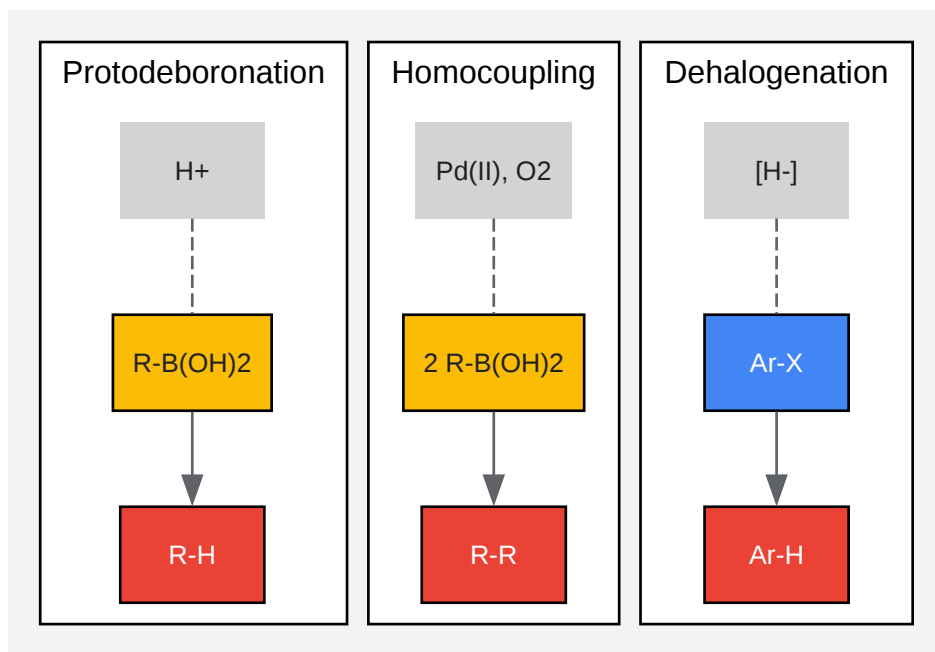 Protodeboronation
H+
R-B(OH)2
R-H
Homocoupling
Pd(II), O2
2 R-B(OH)2
R-R
Dehalogenation
[H-]
Ar-X
Ar-H